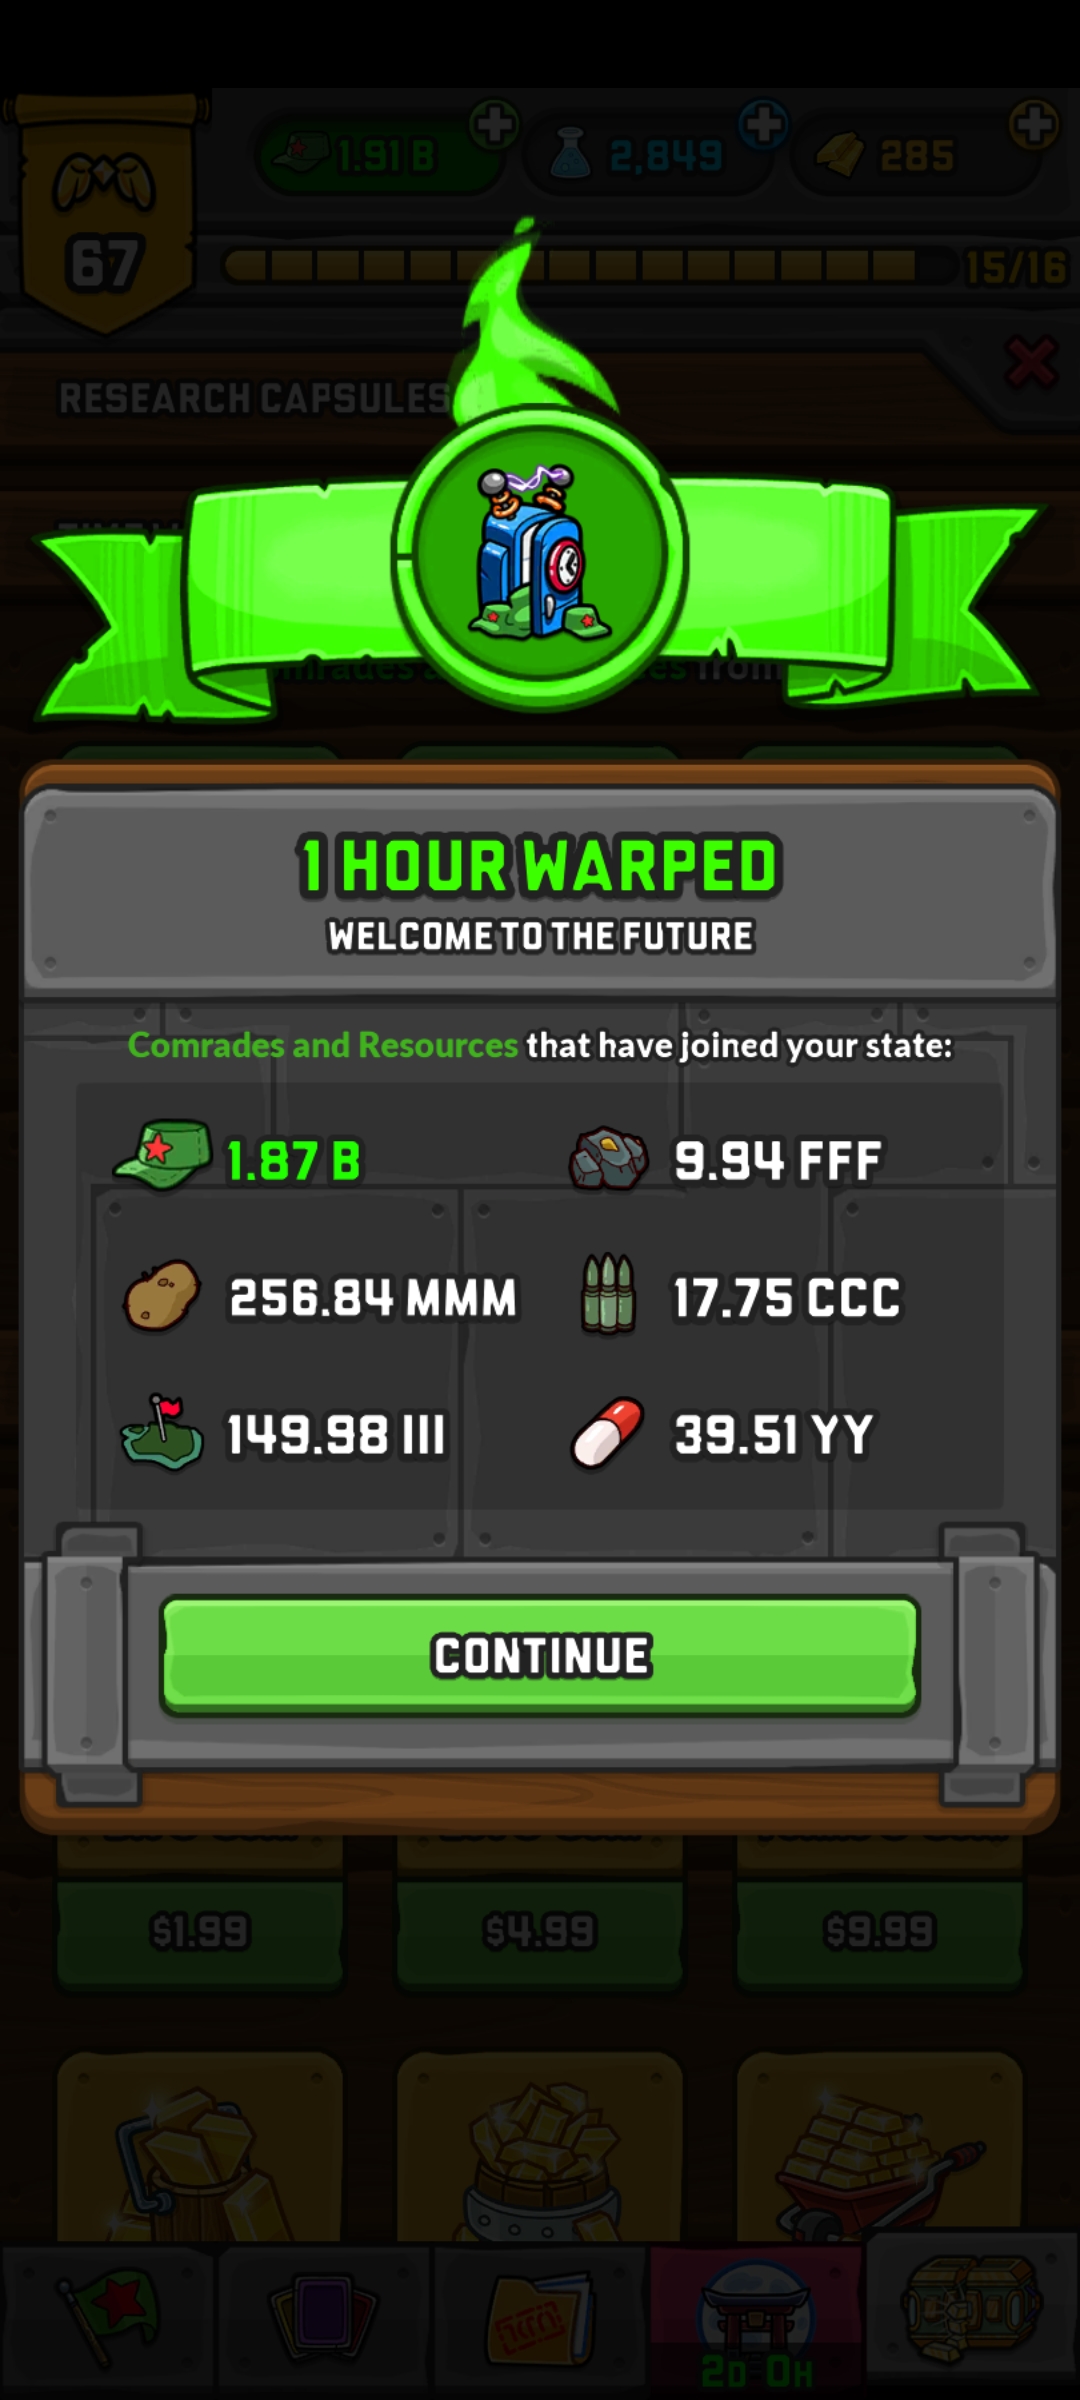 1.91 B
2,849
285
67
15/16
RESEARCH CAPSULES
from
1 HOUR WARPED
WELCOME TO THE FUTURE
Comrades and Resources that have joined your state:
1.87 B
9.94 FFF
256.84 MMM
17.75 CCC
149.98 III
39.51 YY
CONTINUE
$1.99
$4.99
$9.99
2D 0H